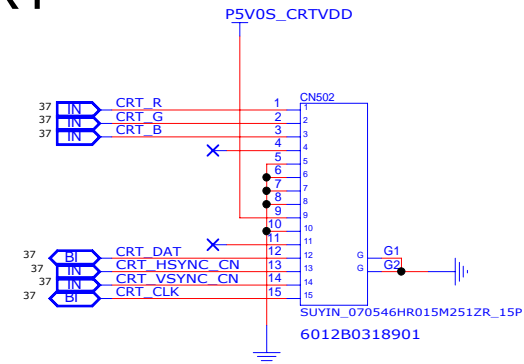 P5V0S_CRTVDD
CN502
37 IN CRT_R 1 1
37 IN CRT_G 2 2
37 IN CRT_B 3 3
4 4
5 5
6 6
7 7
8 8
9 9
10 10
11 11
37 BI CRT_DAT 12 12 G G1
37 IN CRT_HSYNC_CN 13 13 G G2
37 IN CRT_VSYNC_CN 14 14
37 BI CRT_CLK 15 15
SUYIN_070546HR015M251ZR_15P
6012B0318901